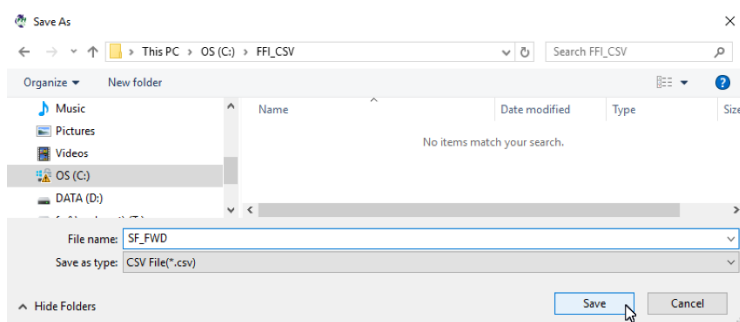 Save As
This PC > OS (C:) > FFI_CSV
Search FFI_CSV
Organize
New folder
Music
Name
Date modified
Type
Size
Pictures
No items match your search.
Videos
OS (C:)
DATA (D:)
File name: SF_FWD
Save as type: CSV File(*.csv)
Hide Folders
Save
Cancel